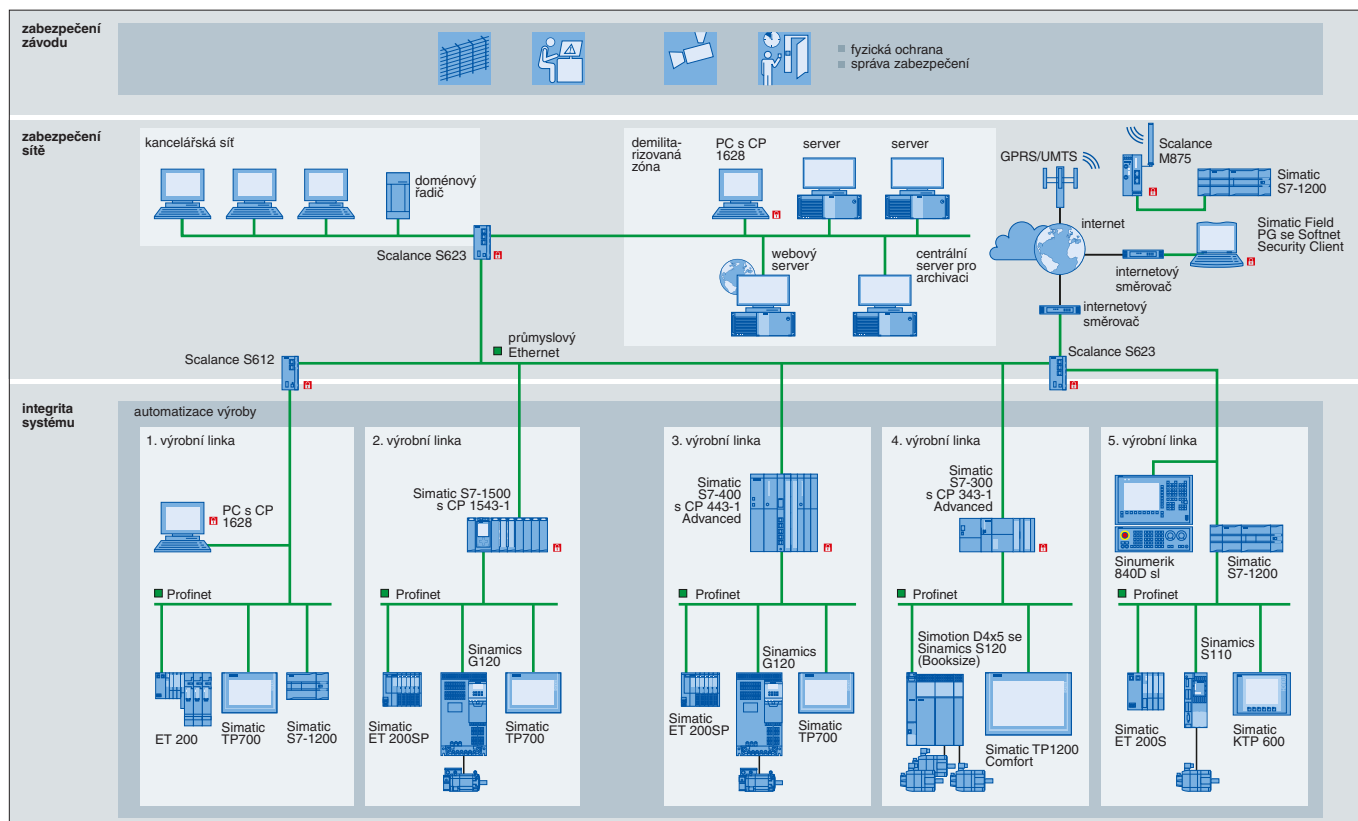 zabezpečení
závodu
fyzická ochrana
správa zabezpečení
zabezpečení
sítě
kancelářská síť
doménový
řadič
Scalance S623
demilita-
rizovaná
zóna
PC s CP
1628
server
server
webový
server
centrální
server pro
archivaci
GPRS/UMTS
Scalance
M875
Simatic
S7-1200
internet
Simatic Field
PG se Softnet
Security Client
internetový
směrovač
internetový
směrovač
průmyslový
Ethernet
Scalance S612
Scalance S623
integrita
systému
automatizace výroby
1. výrobní linka
PC s CP
1628
Profinet
ET 200
Simatic
TP700
Simatic
S7-1200
2. výrobní linka
Simatic S7-1500
s CP 1543-1
Profinet
Sinamics
G120
Simatic
ET 200SP
Simatic
TP700
3. výrobní linka
Simatic
S7-400
s CP 443-1
Advanced
Profinet
Sinamics
G120
Simatic
ET 200SP
Simatic
TP700
4. výrobní linka
Simatic
S7-300
s CP 343-1
Advanced
Profinet
Simotion D4x5 se
Sinamics S120
(Booksize)
Simatic TP1200
Comfort
5. výrobní linka
Sinumerik
840D sl
Simatic
S7-1200
Profinet
Sinamics
S110
Simatic
ET 200S
Simatic
KTP 600